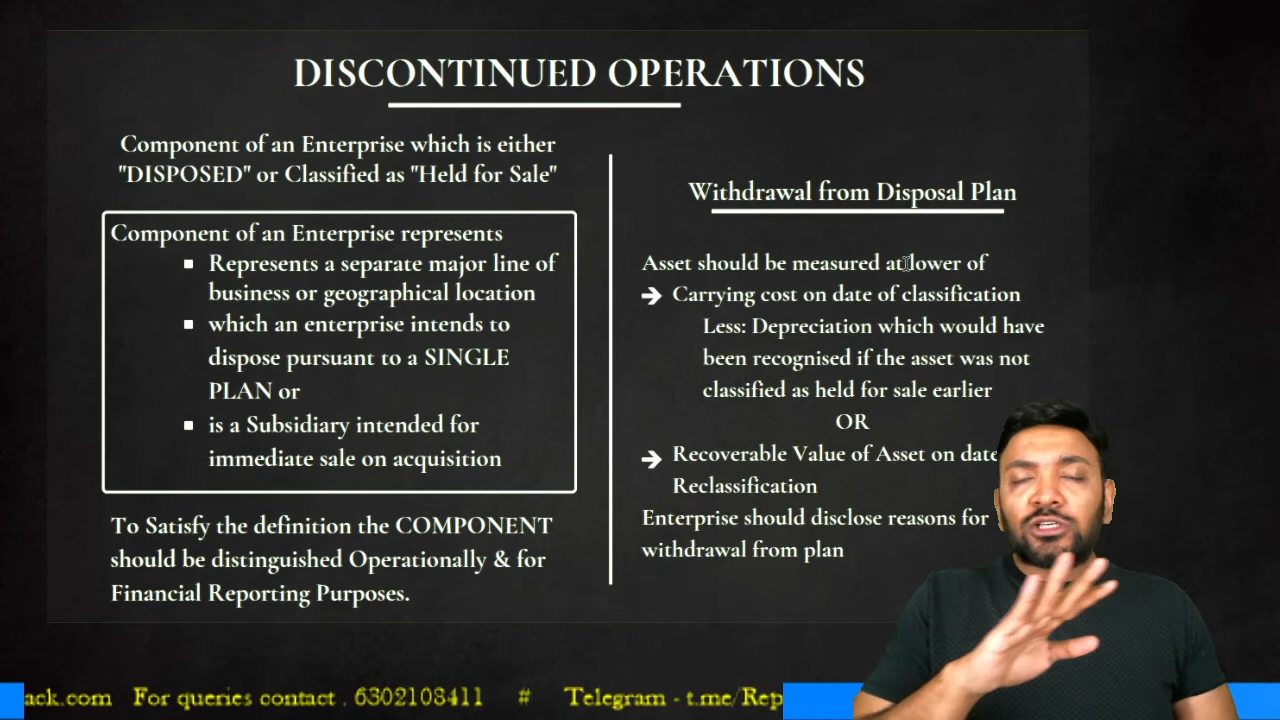 DISCONTINUED OPERATIONS
Component of an Enterprise which is either
"DISPOSED" or Classified as "Held for Sale"
Component of an Enterprise represents
▪ Represents a separate major line of
business or geographical location
▪ which an enterprise intends to
dispose pursuant to a SINGLE
PLAN or
▪ is a Subsidiary intended for
immediate sale on acquisition
To Satisfy the definition the COMPONENT
should be distinguished Operationally & for
Financial Reporting Purposes.
Withdrawal from Disposal Plan
Asset should be measured at lower of
→ Carrying cost on date of classification
Less: Depreciation which would have
been recognised if the asset was not
classified as held for sale earlier
OR
→ Recoverable Value of Asset on date
Reclassification
Enterprise should disclose reasons for
withdrawal from plan
ack.com For queries contact . 6302103411 # Telegram - t.me/Rep